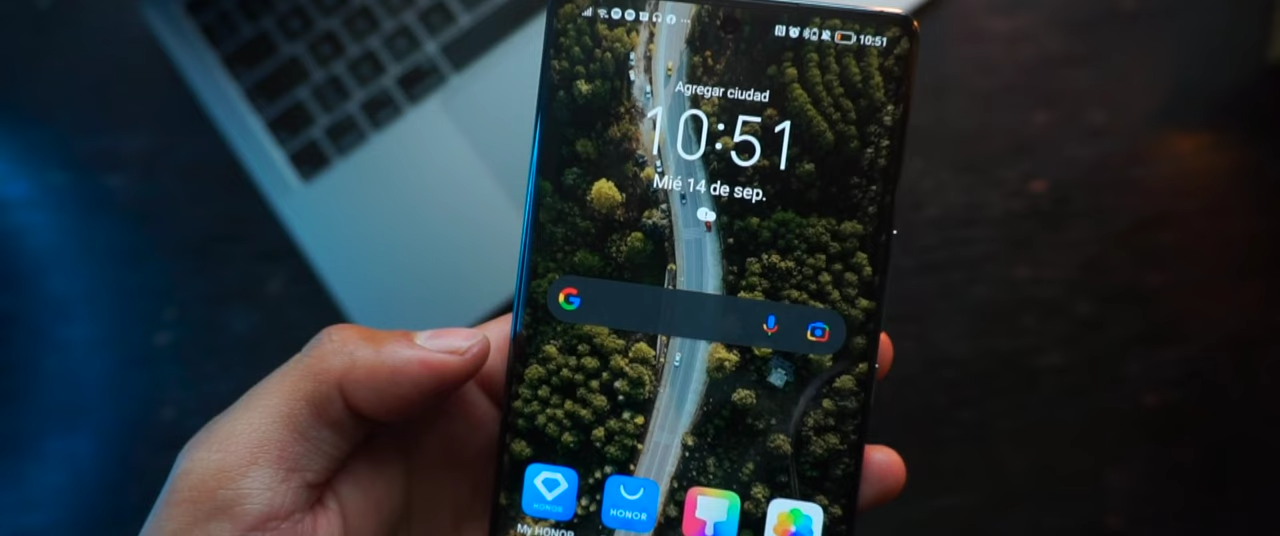 10:51
Agregar ciudad
10:51
Mié 14 de sep.
HONOR
HONOR
My HONOR